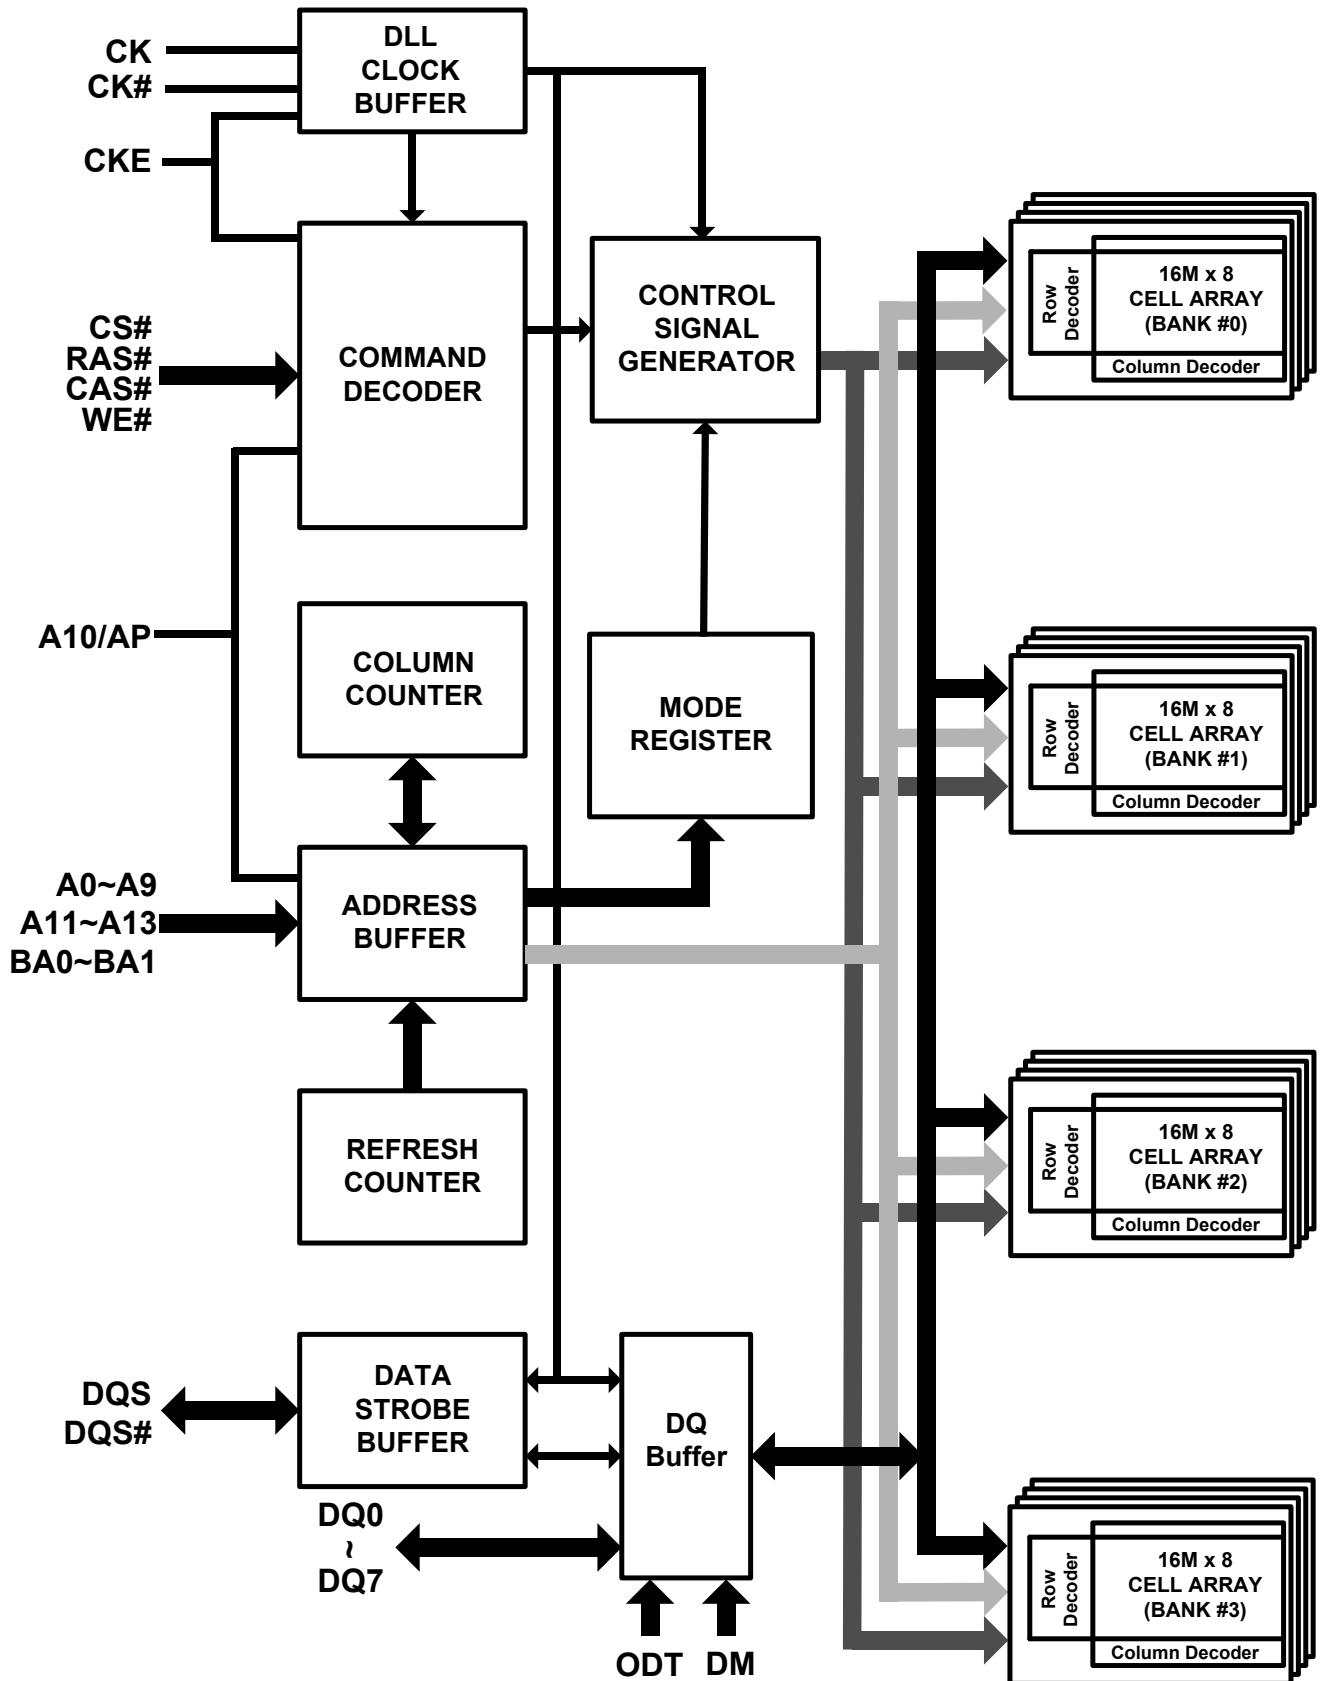 CK
CK#
CKE
DLL
CLOCK
BUFFER
CS#
RAS#
CAS#
WE#
COMMAND
DECODER
CONTROL
SIGNAL
GENERATOR
A10/AP
COLUMN
COUNTER
MODE
REGISTER
A0~A9
A11~A13
BA0~BA1
ADDRESS
BUFFER
REFRESH
COUNTER
DQS
DQS#
DATA
STROBE
BUFFER
DQ
Buffer
DQ0
~
DQ7
ODT
DM
Row
Decoder
16M x 8
CELL ARRAY
(BANK #0)
Column Decoder
Row
Decoder
16M x 8
CELL ARRAY
(BANK #1)
Column Decoder
Row
Decoder
16M x 8
CELL ARRAY
(BANK #2)
Column Decoder
Row
Decoder
16M x 8
CELL ARRAY
(BANK #3)
Column Decoder